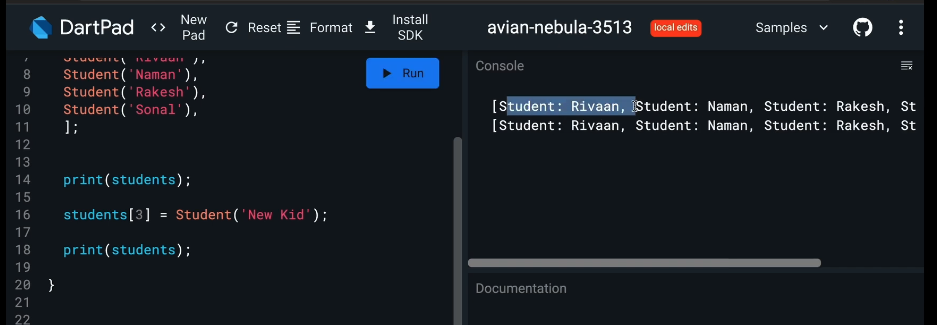 DartPad
<> New Pad
Reset
Format
Install SDK
avian-nebula-3513
local edits
Samples
7 Student('Rivaan'),
8 Student('Naman'),
9 Student('Rakesh'),
10 Student('Sonal'),
11 ];
12
13
14 print(students);
15
16 students[3] = Student('New Kid');
17
18 print(students);
19
20 }
21
22
Run
Console
[Student: Rivaan, Student: Naman, Student: Rakesh, St
[Student: Rivaan, Student: Naman, Student: Rakesh, St
Documentation